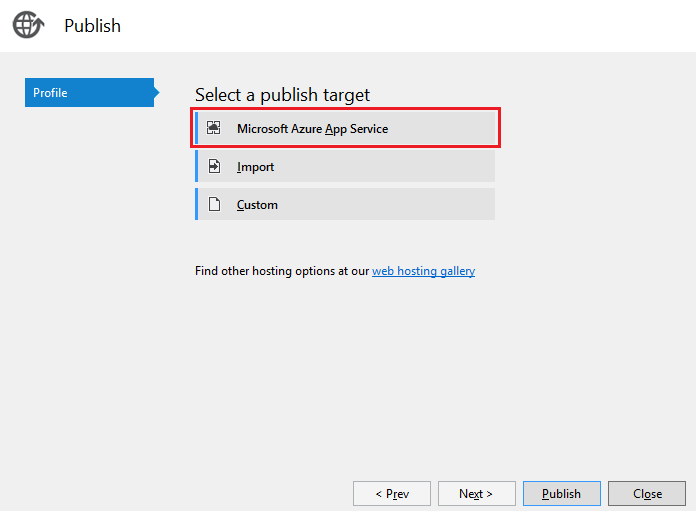 Publish
Profile
Select a publish target
Microsoft Azure App Service
Import
Custom
Find other hosting options at our web hosting gallery
< Prev
Next >
Publish
Close